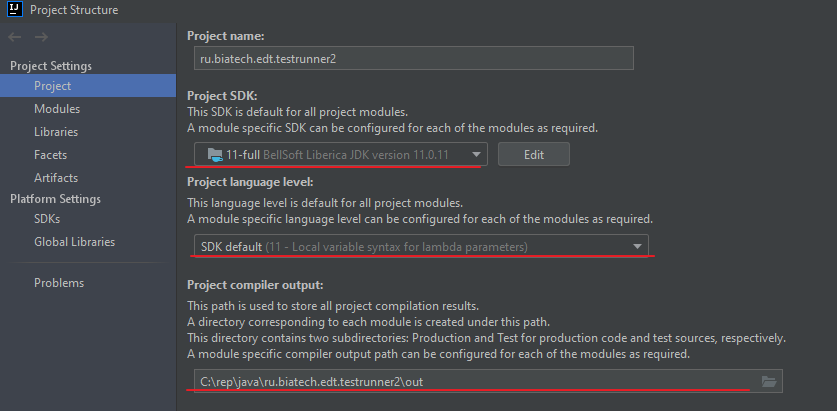 IJ
Project Structure
Project Settings
Project
Modules
Libraries
Facets
Artifacts
Platform Settings
SDKs
Global Libraries
Problems
Project name:
ru.biatech.edt.testrunner2
Project SDK:
This SDK is default for all project modules.
A module specific SDK can be configured for each of the modules as required.
11-full BellSoft Liberica JDK version 11.0.11
Edit
Project language level:
This language level is default for all project modules.
A module specific language level can be configured for each of the modules as required.
SDK default (11 - Local variable syntax for lambda parameters)
Project compiler output:
This path is used to store all project compilation results.
A directory corresponding to each module is created under this path.
This directory contains two subdirectories: Production and Test for production code and test sources, respectively.
A module specific compiler output path can be configured for each of the modules as required.
C:\rep\java\ru.biatech.edt.testrunner2\out